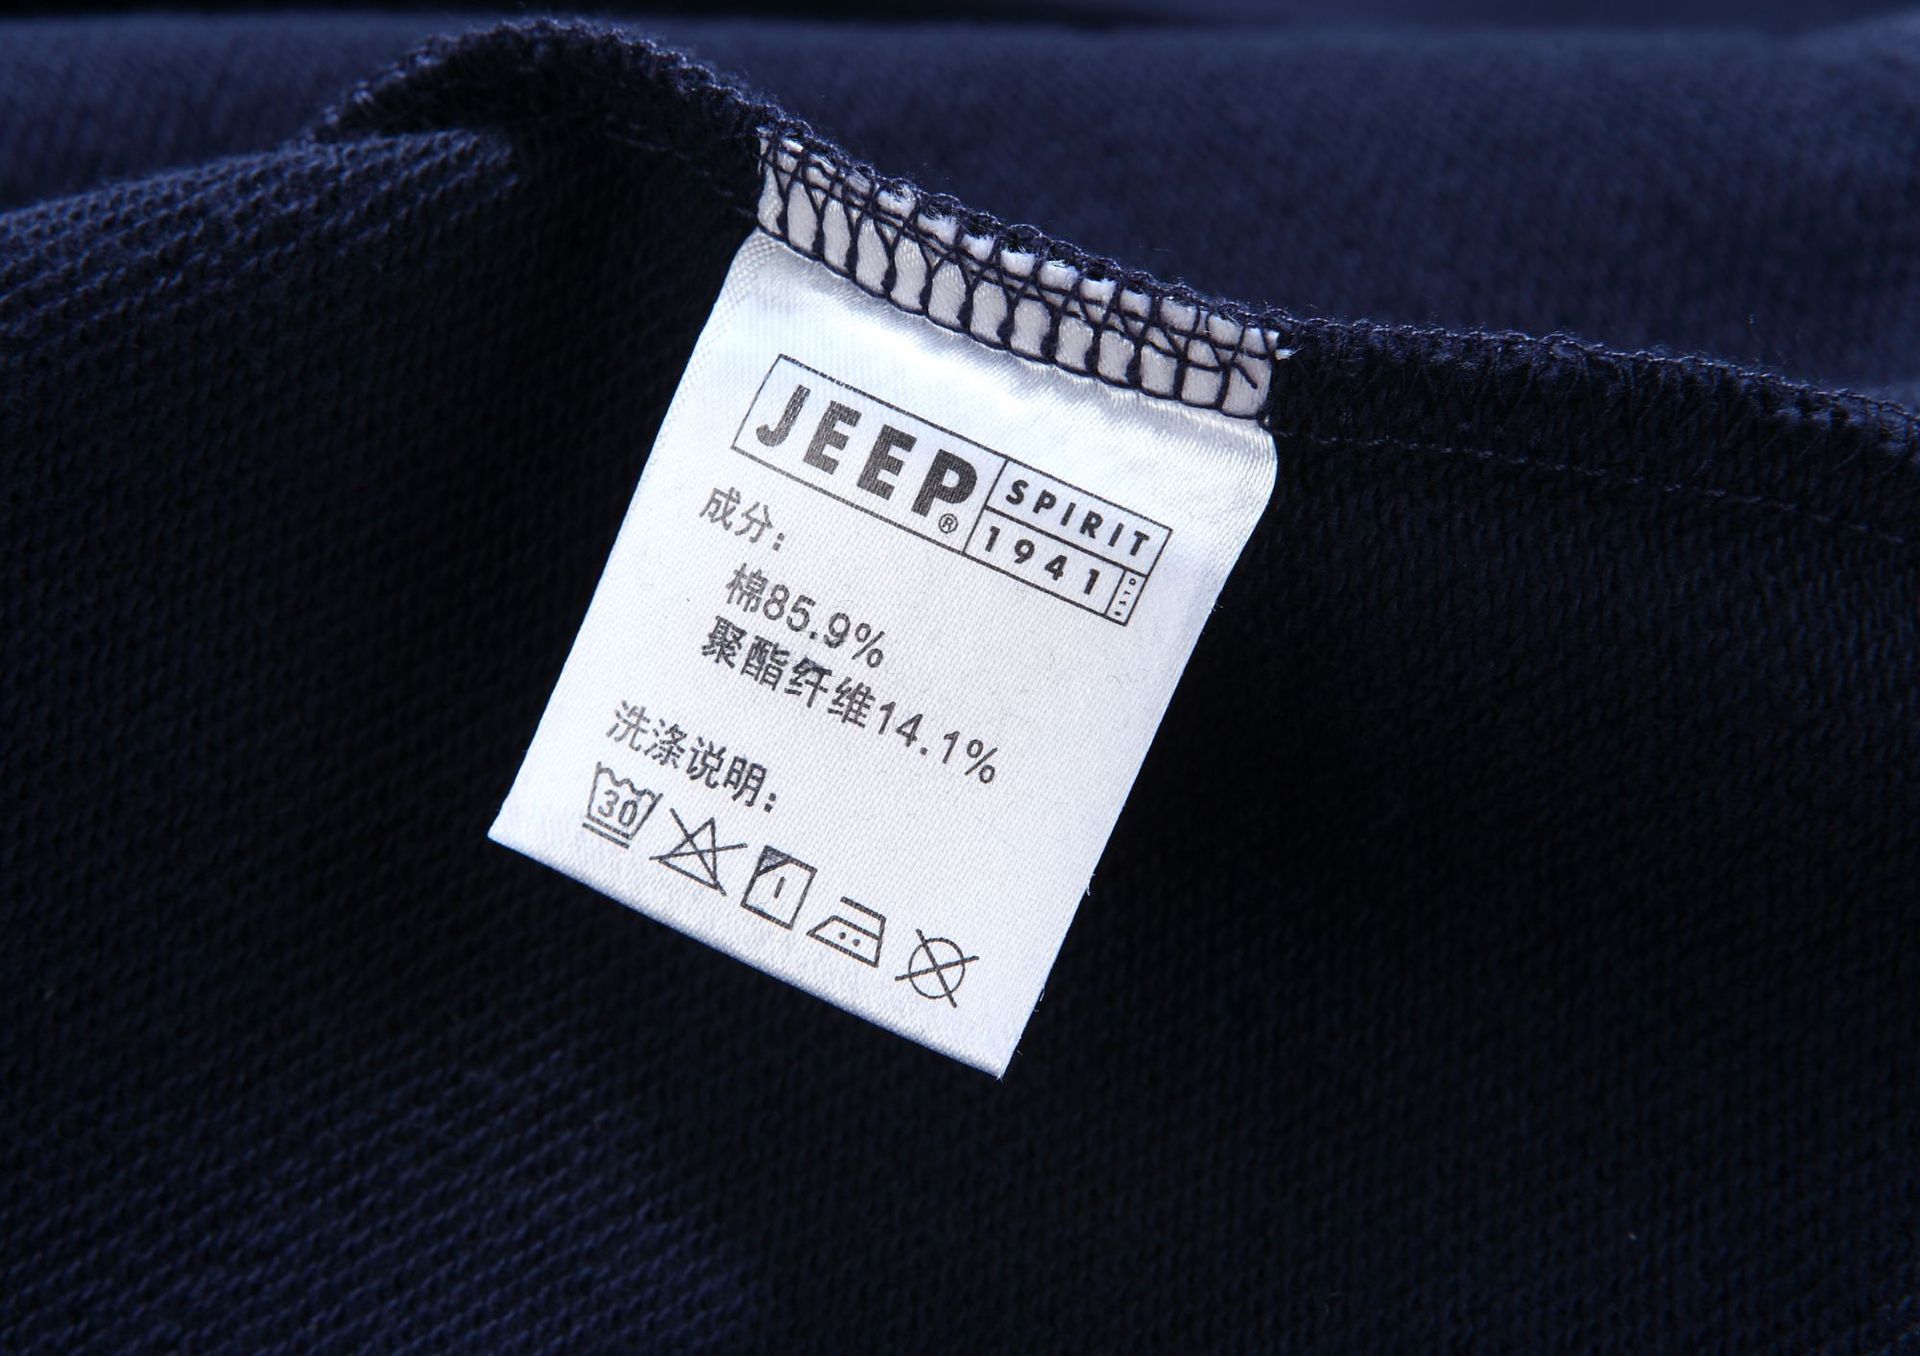 JEEP®
SPIRIT
1941
ESTD
成分：
棉85.9%
聚酯纤维14.1%
洗涤说明：
30